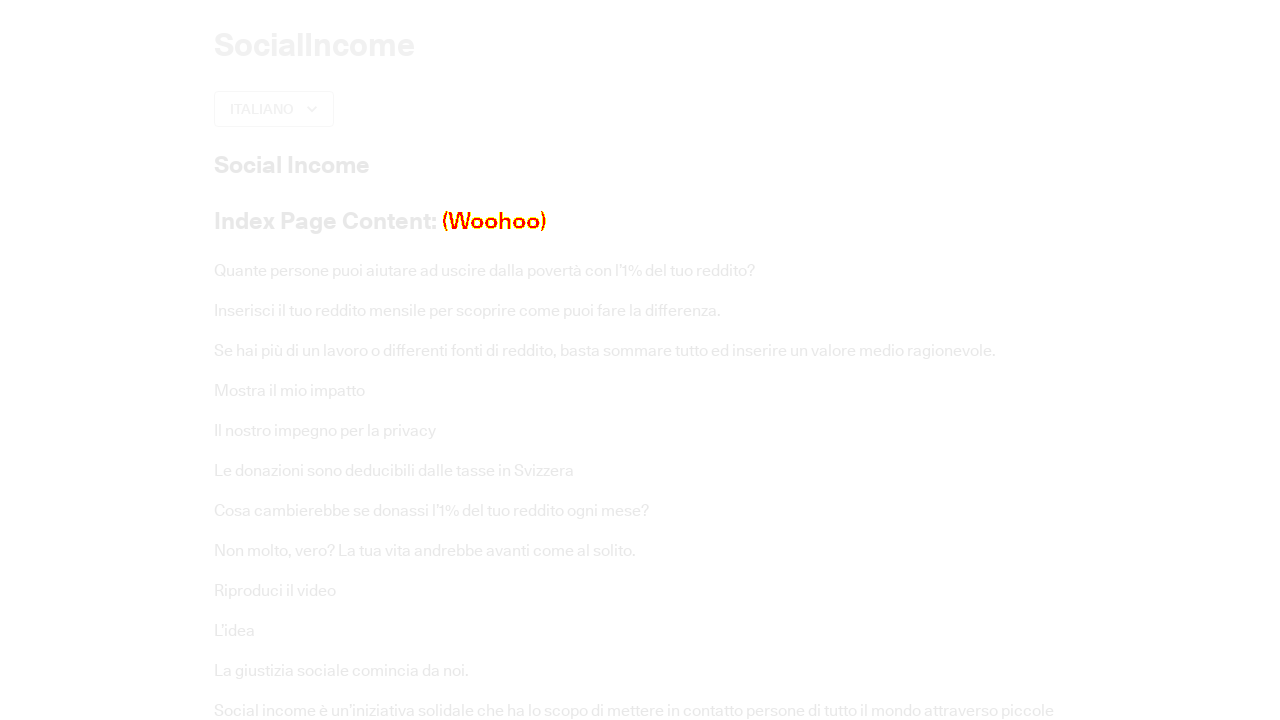 SocialIncome
ITALIANO
Social Income
Index Page Content: (Woohoo)
Quante persone puoi aiutare ad uscire dalla povertà con l'1% del tuo reddito?
Inserisci il tuo reddito mensile per scoprire come puoi fare la differenza.
Se hai più di un lavoro o differenti fonti di reddito, basta sommare tutto ed inserire un valore medio ragionevole.
Mostra il mio impatto
Il nostro impegno per la privacy
Le donazioni sono deducibili dalle tasse in Svizzera
Cosa cambierebbe se donassi l'1% del tuo reddito ogni mese?
Non molto, vero? La tua vita andrebbe avanti come al solito.
Riproduci il video
L'idea
La giustizia sociale comincia da noi.
Social income è un'iniziativa solidale che ha lo scopo di mettere in contatto persone di tutto il mondo attraverso piccole